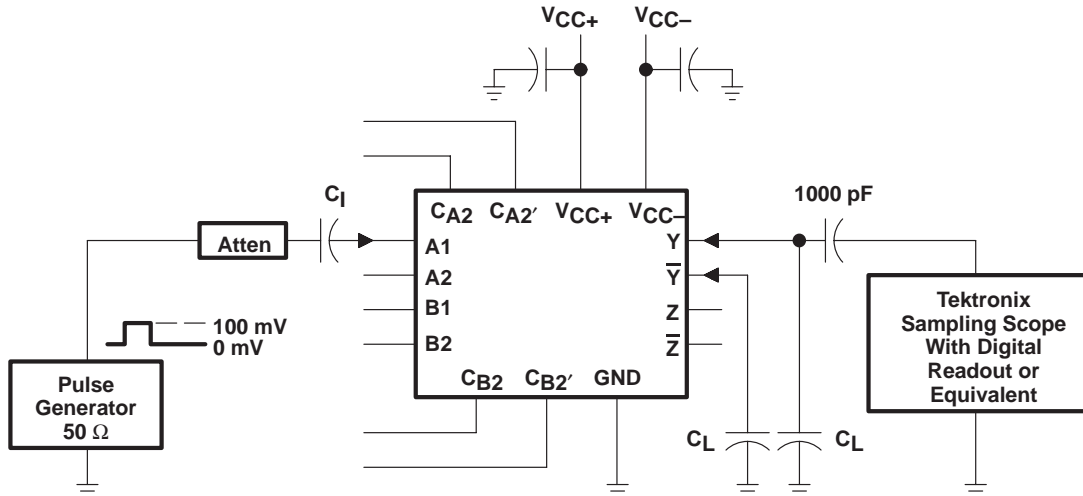 VCC+
VCC–
CI
1000 pF
CA2
CA2′
VCC+
VCC–
Atten
A1
A2
B1
B2
Y
Y̅
Z
Z̅
100 mV
0 mV
CB2
CB2′
GND
Pulse
Generator
50 Ω
CL
CL
Tektronix
Sampling Scope
With Digital
Readout or
Equivalent